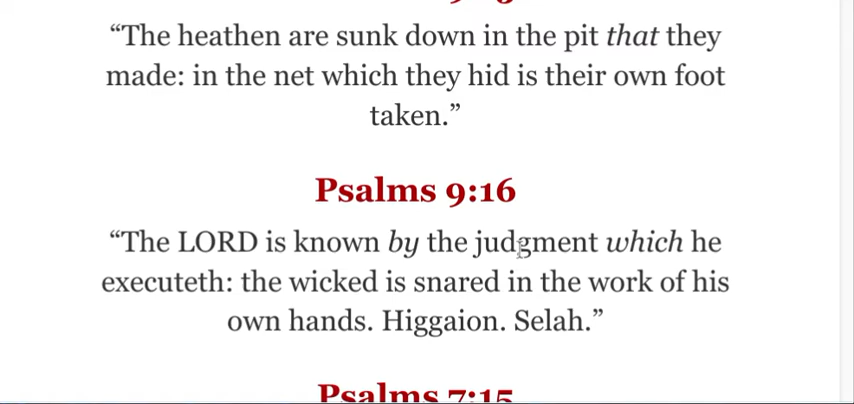 “The heathen are sunk down in the pit that they
made: in the net which they hid is their own foot
taken.”
Psalms 9:16
“The LORD is known by the judgment which he
executeth: the wicked is snared in the work of his
own hands. Higgaion. Selah.”
Psalms 7:15